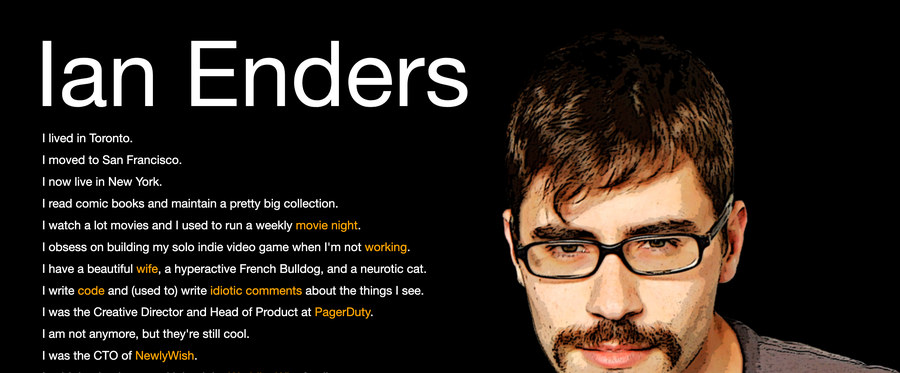 Ian Enders
I lived in Toronto.
I moved to San Francisco.
I now live in New York.
I read comic books and maintain a pretty big collection.
I watch a lot movies and I used to run a weekly movie night.
I obsess on building my solo indie video game when I'm not working.
I have a beautiful wife, a hyperactive French Bulldog, and a neurotic cat.
I write code and (used to) write idiotic comments about the things I see.
I was the Creative Director and Head of Product at PagerDuty.
I am not anymore, but they're still cool.
I was the CTO of NewlyWish.